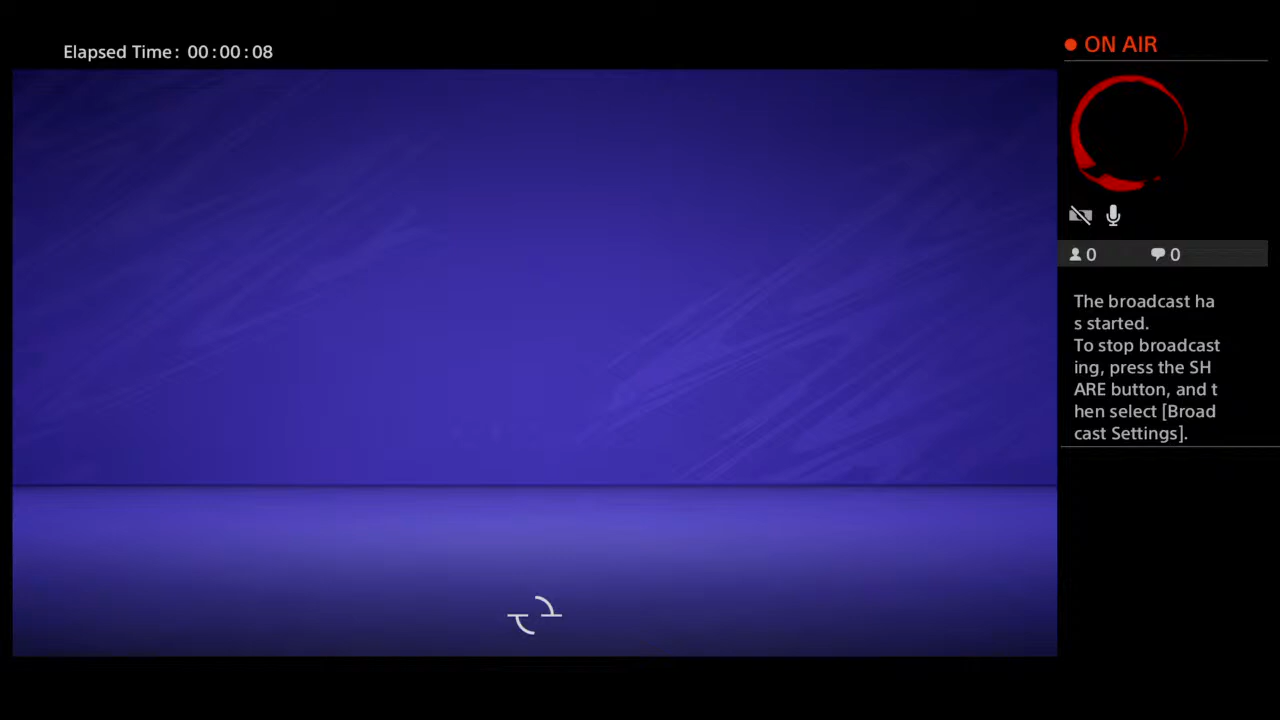 Elapsed Time: 00:00:08
ON AIR
0 0
The broadcast ha
s started.
To stop broadcast
ing, press the SH
ARE button, and t
hen select [Broad
cast Settings].